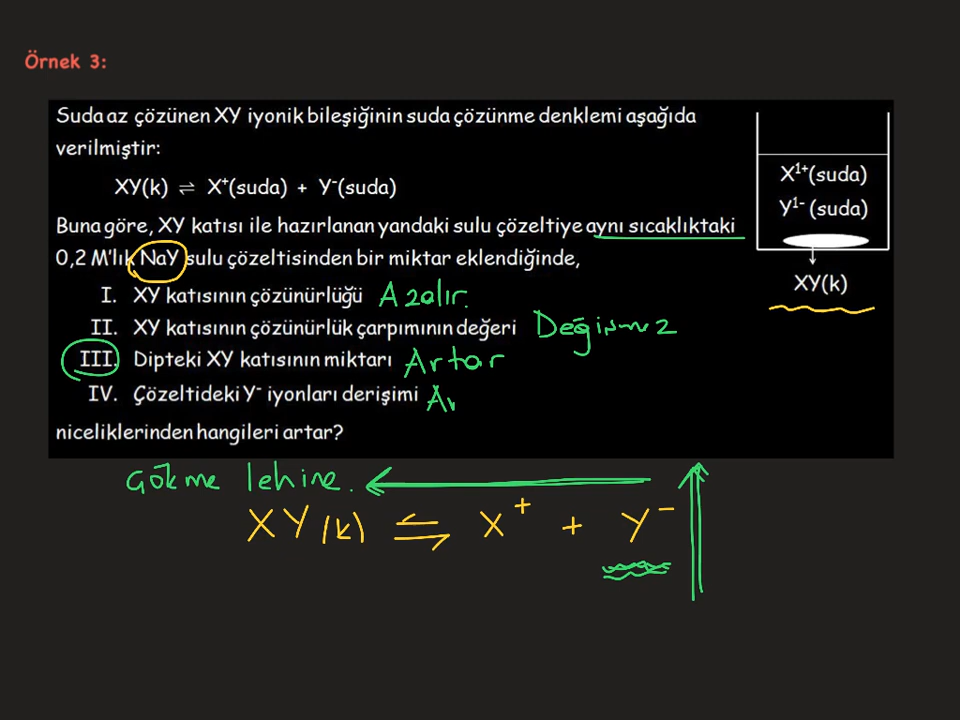 Örnek 3:
Suda az çözünen XY iyonik bileşiğinin suda çözünme denklemi aşağıda
verilmiştir:
XY(k) ⇌ X⁺(suda) + Y⁻(suda)
Buna göre, XY katısı ile hazırlanan yandaki sulu çözeltiye aynı sıcaklıktaki
0,2 M'lık NaY sulu çözeltisinden bir miktar eklendiğinde,
I. XY katısının çözünürlüğü Azalır.
II. XY katısının çözünürlük çarpımının değeri Değişmez
III. Dipteki XY katısının miktarı Artar
IV. Çözeltideki Y⁻ iyonları derişimi Ar
niceliklerinden hangileri artar?
X¹⁺(suda)
Y¹⁻ (suda)
XY(k)
Çökme lehine.
XY(k) ⇌ X⁺ + Y⁻